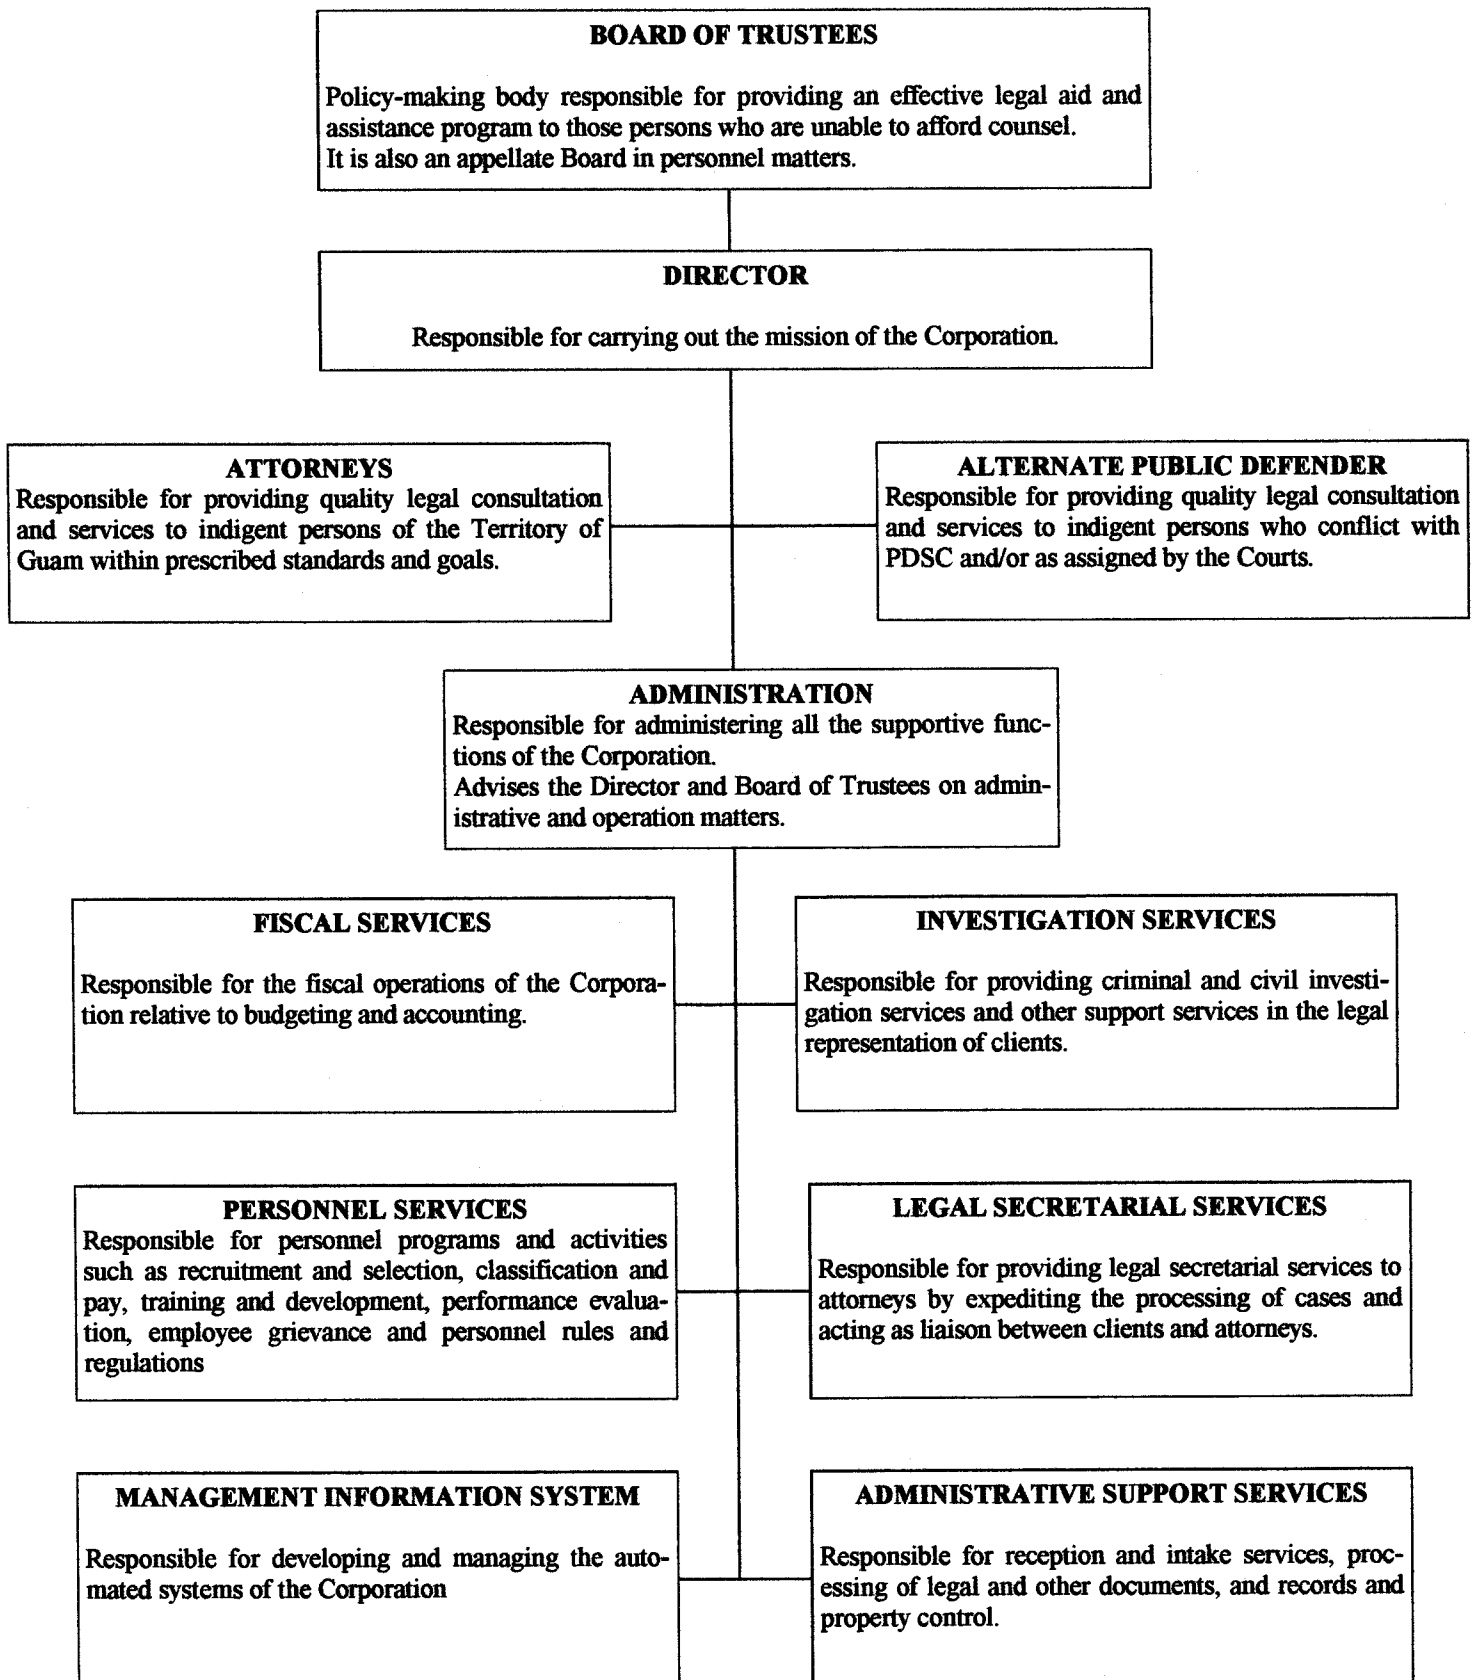 BOARD OF TRUSTEES
Policy-making body responsible for providing an effective legal aid and
assistance program to those persons who are unable to afford counsel.
It is also an appellate Board in personnel matters.
DIRECTOR
Responsible for carrying out the mission of the Corporation.
ATTORNEYS
Responsible for providing quality legal consultation
and services to indigent persons of the Territory of
Guam within prescribed standards and goals.
ALTERNATE PUBLIC DEFENDER
Responsible for providing quality legal consultation
and services to indigent persons who conflict with
PDSC and/or as assigned by the Courts.
ADMINISTRATION
Responsible for administering all the supportive func-
tions of the Corporation.
Advises the Director and Board of Trustees on admin-
istrative and operation matters.
FISCAL SERVICES
Responsible for the fiscal operations of the Corpora-
tion relative to budgeting and accounting.
INVESTIGATION SERVICES
Responsible for providing criminal and civil investi-
gation services and other support services in the legal
representation of clients.
PERSONNEL SERVICES
Responsible for personnel programs and activities
such as recruitment and selection, classification and
pay, training and development, performance evalua-
tion, employee grievance and personnel rules and
regulations
LEGAL SECRETARIAL SERVICES
Responsible for providing legal secretarial services to
attorneys by expediting the processing of cases and
acting as liaison between clients and attorneys.
MANAGEMENT INFORMATION SYSTEM
Responsible for developing and managing the auto-
mated systems of the Corporation
ADMINISTRATIVE SUPPORT SERVICES
Responsible for reception and intake services, proc-
essing of legal and other documents, and records and
property control.